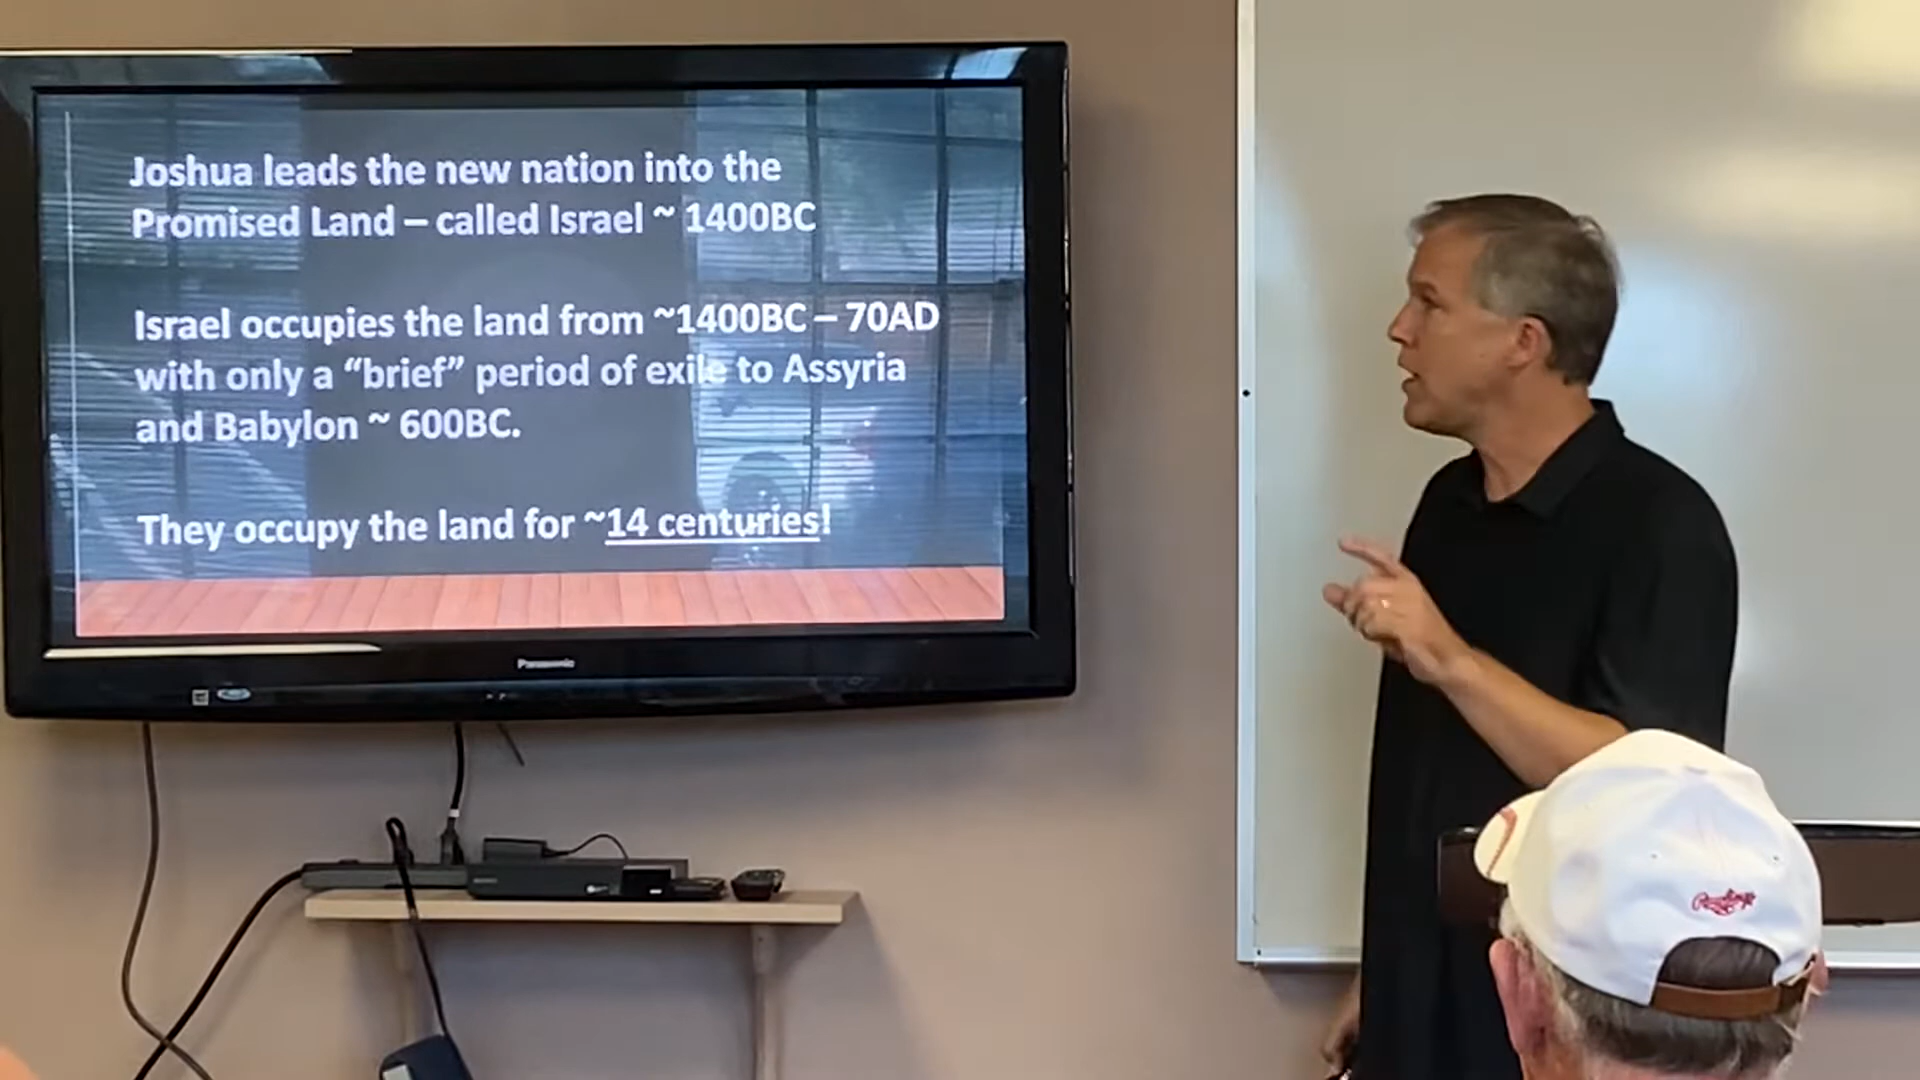 Joshua leads the new nation into the
Promised Land – called Israel ~ 1400BC
Israel occupies the land from ~1400BC – 70AD
with only a “brief” period of exile to Assyria
and Babylon ~ 600BC.
They occupy the land for ~14 centuries!
Panasonic
Rawlings